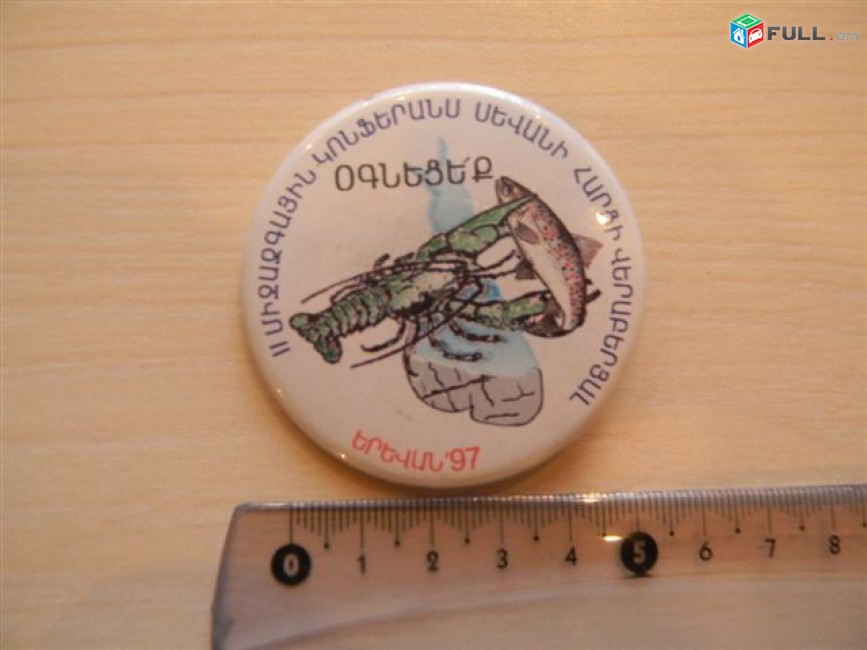 FULL.am
II ՄԻՋԱԶԳԱՅԻՆ ԿՈՆՖԵՐԱՆՍ ՍԵՎԱՆԻ ՀԱՐՑԻ ՎԵՐԱԲԵՐՅԱԼ
ՕԳՆԵՑԵ՛Ք
ԵՐԵՎԱՆ'97
0 1 2 3 4 5 6 7 8